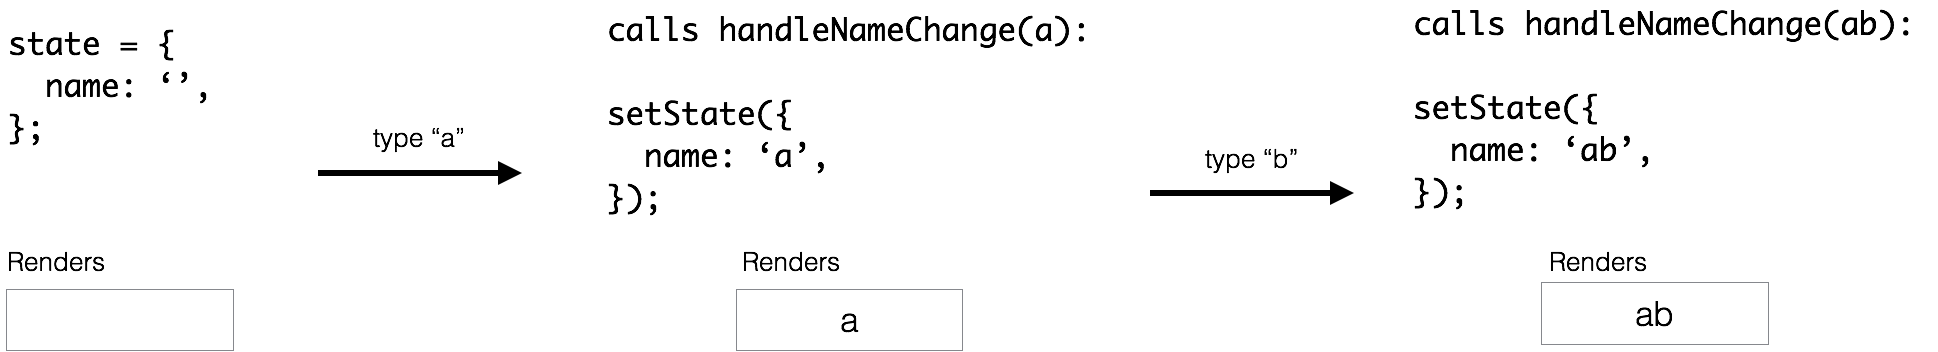 state = {
  name: ‘’,
};
Renders
type “a”
calls handleNameChange(a):
setState({
  name: ‘a’,
});
Renders
a
type “b”
calls handleNameChange(ab):
setState({
  name: ‘ab’,
});
Renders
ab